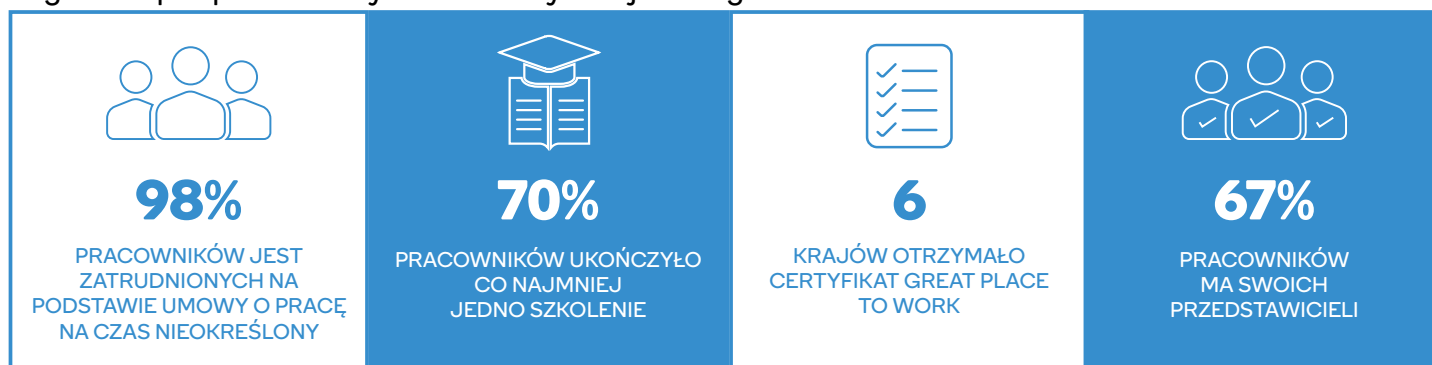 98%
PRACOWNIKÓW JEST
ZATRUDNIONYCH NA
PODSTAWIE UMOWY O PRACĘ
NA CZAS NIEOKREŚLONY
70%
PRACOWNIKÓW UKOŃCZYŁO
CO NAJMNIEJ
JEDNO SZKOLENIE
6
KRAJÓW OTRZYMAŁO
CERTYFIKAT GREAT PLACE
TO WORK
67%
PRACOWNIKÓW
MA SWOICH
PRZEDSTAWICIELI